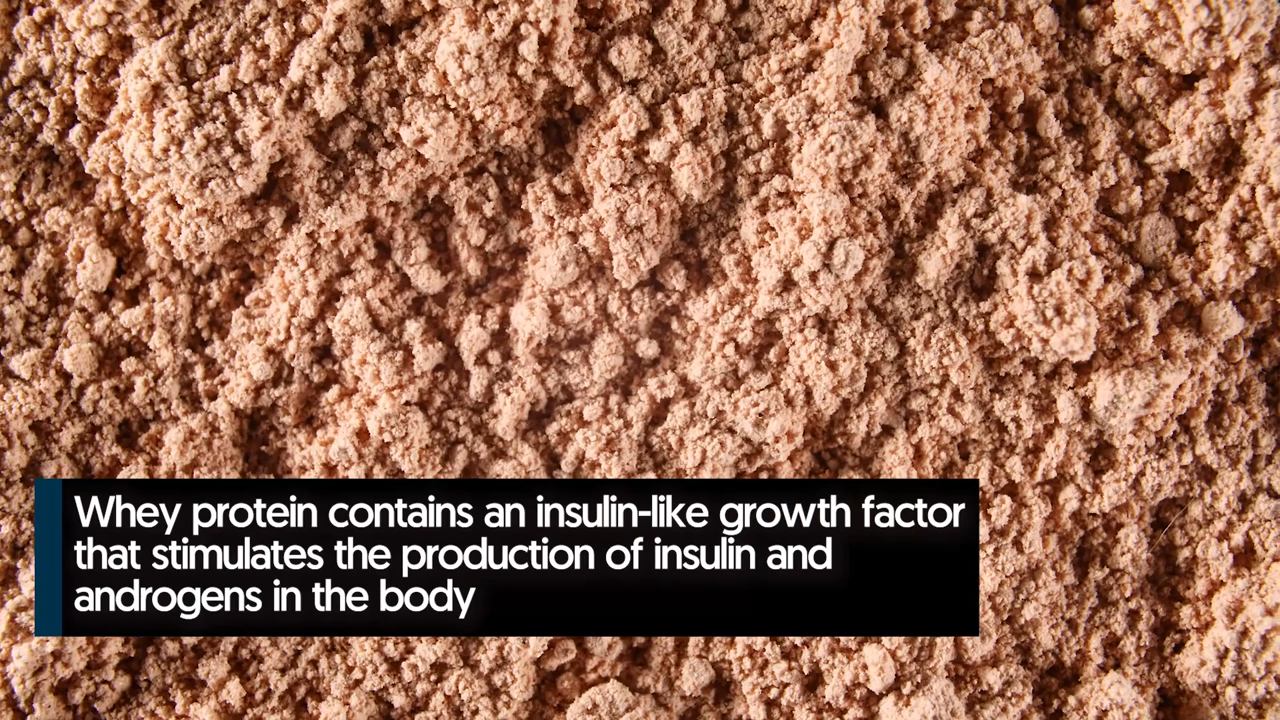 Whey protein contains an insulin-like growth factor
that stimulates the production of insulin and
androgens in the body